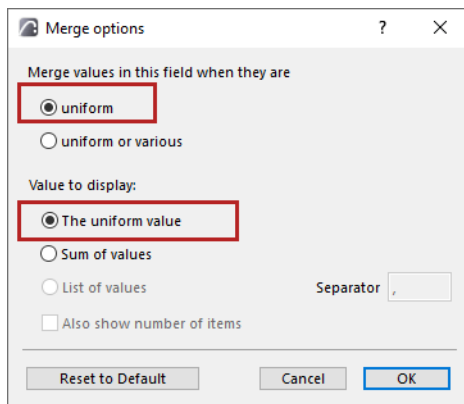 Merge options ?
Merge values in this field when they are
uniform
uniform or various
Value to display:
The uniform value
Sum of values
List of values Separator ,
Also show number of items
Reset to Default Cancel OK